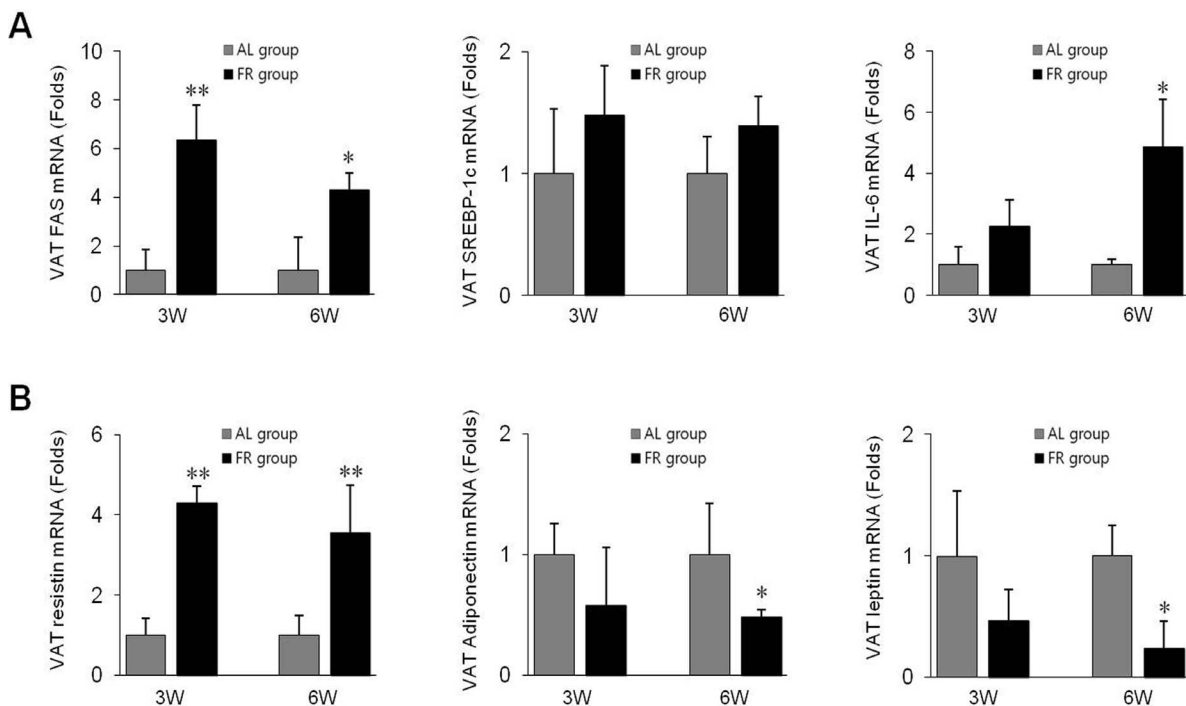 A
VAT FAS mRNA (Folds)
10
8
6
4
2
0
AL group
FR group
**
*
3W
6W
VAT SREBP-1c mRNA (Folds)
2
1
0
AL group
FR group
3W
6W
VAT IL-6 mRNA (Folds)
8
6
4
2
0
AL group
FR group
*
3W
6W
B
VAT resistin mRNA (Folds)
6
4
2
0
AL group
FR group
**
**
3W
6W
VAT Adiponectin mRNA (Folds)
2
1
0
AL group
FR group
*
3W
6W
VAT leptin mRNA (Folds)
2
1
0
AL group
FR group
*
3W
6W